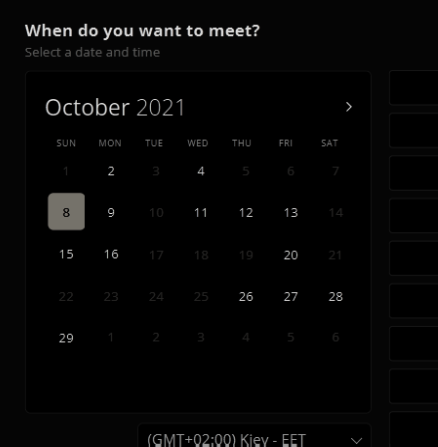 When do you want to meet?
Select a date and time
October 2021
SUN MON TUE WED THU FRI SAT
1 2 3 4 5 6 7
8 9 10 11 12 13 14
15 16 17 18 19 20 21
22 23 24 25 26 27 28
29 1 2 3 4 5 6
(GMT+02:00) Kiev - EET